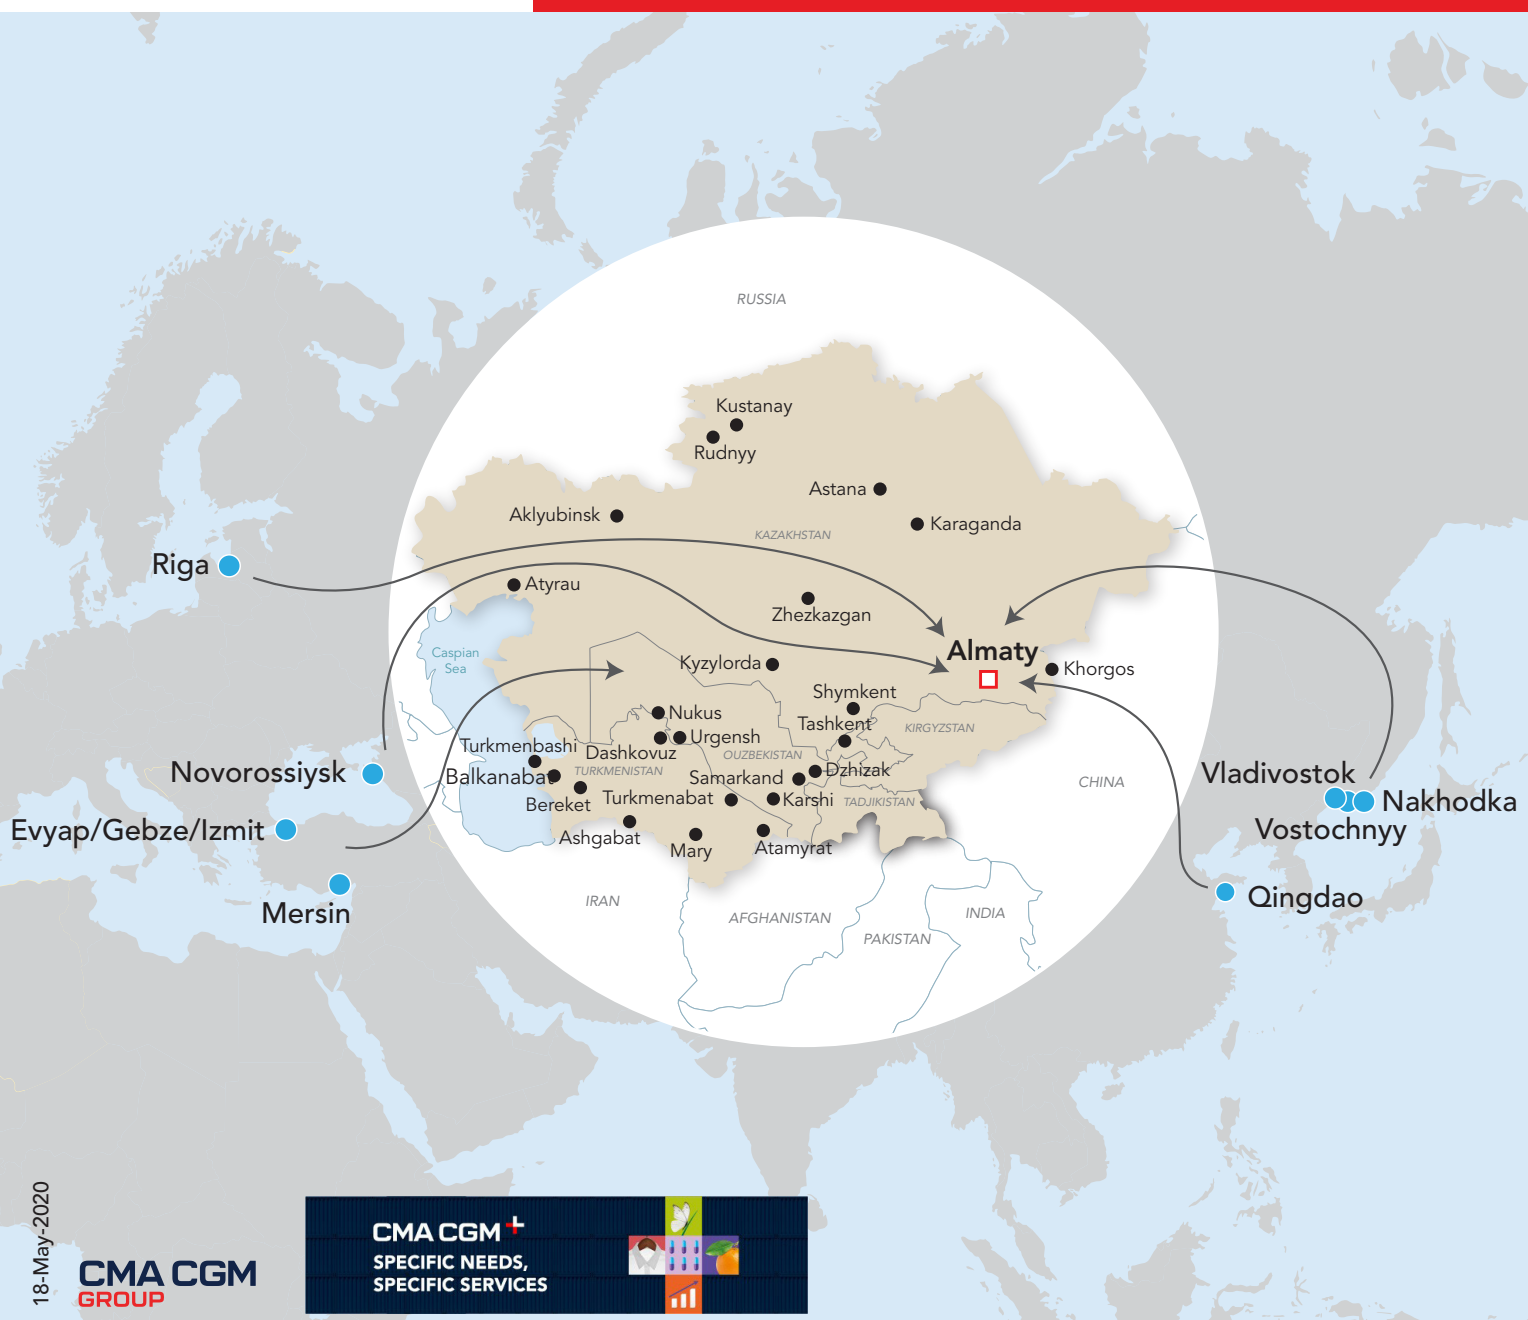 RUSSIA
Kustanay
Rudnyy
Astana
Aklyubinsk
Karaganda
KAZAKHSTAN
Riga
Atyrau
Zhezkazgan
Caspian
Sea
Almaty
Kyzylorda
Khorgos
Shymkent
Nukus
Tashkent
KIRGYZSTAN
Urgensh
Turkmenbashi
Dashkovuz
OUZBEKISTAN
Novorossiysk
Balkanabat
TURKMENISTAN
Samarkand
Dzhizak
CHINA
Vladivostok
Bereket
Turkmenabat
Karshi
TADJIKISTAN
Nakhodka
Evyap/Gebze/Izmit
Vostochnyy
Ashgabat
Mary
Atamyrat
Qingdao
Mersin
IRAN
AFGHANISTAN
INDIA
PAKISTAN
18-May-2020
CMA CGM
GROUP
CMA CGM+
SPECIFIC NEEDS,
SPECIFIC SERVICES